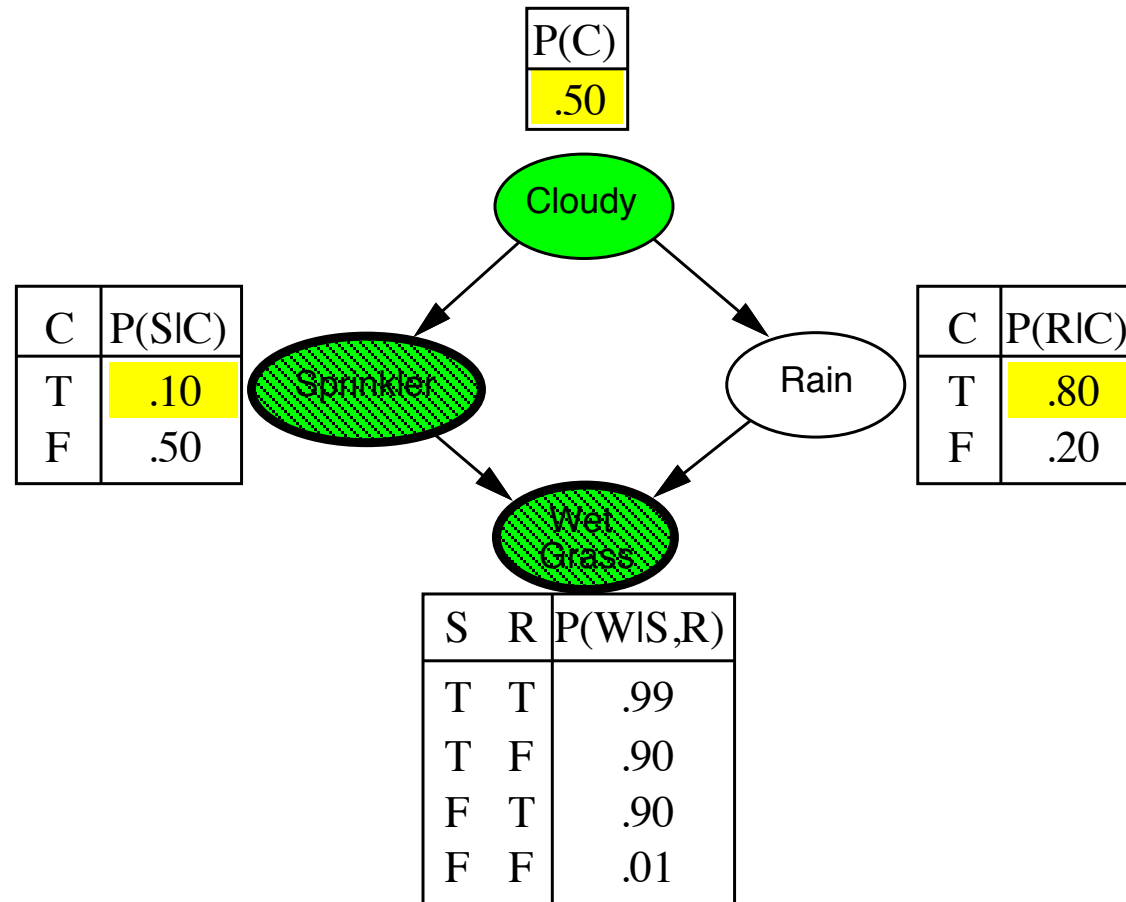 P(C)
.50
Cloudy
C P(S|C)
T .10
F .50
Sprinkler
Rain
C P(R|C)
T .80
F .20
Wet
Grass
S R P(W|S,R)
T T .99
T F .90
F T .90
F F .01